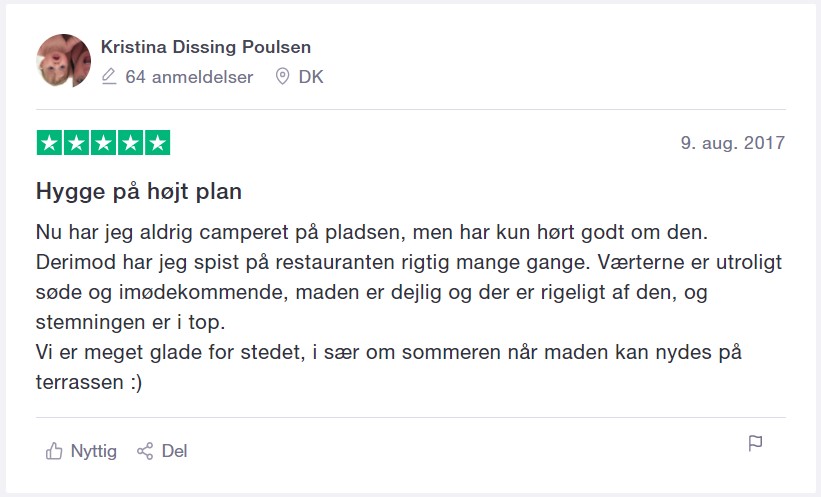 Kristina Dissing Poulsen
64 anmeldelser DK
9. aug. 2017
Hygge på højt plan
Nu har jeg aldrig camperet på pladsen, men har kun hørt godt om den.
Derimod har jeg spist på restauranten rigtig mange gange. Værterne er utroligt
søde og imødekommende, maden er dejlig og der er rigeligt af den, og
stemningen er i top.
Vi er meget glade for stedet, i sær om sommeren når maden kan nydes på
terrassen :)
Nyttig Del